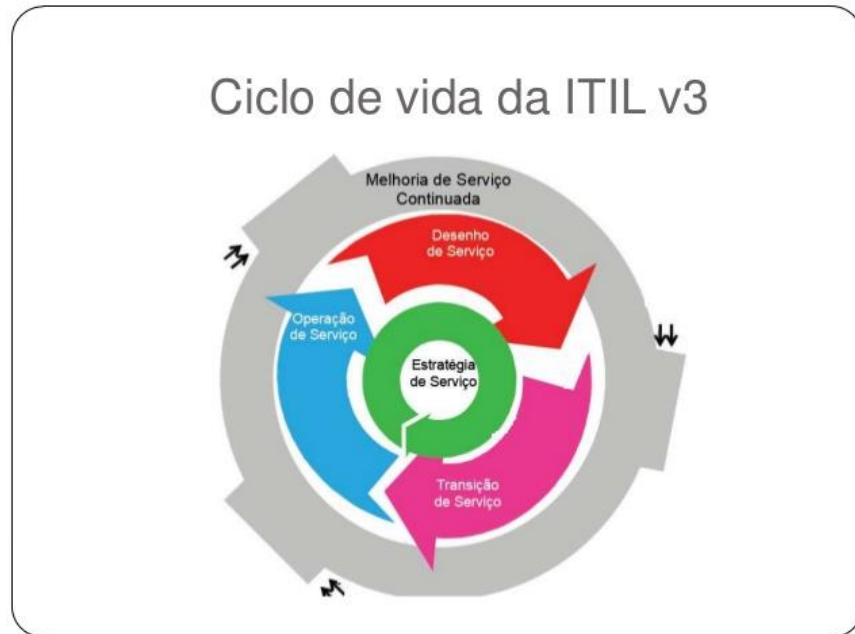 Ciclo de vida da ITIL v3
Melhoria de Serviço
Continuada
Desenho
de Serviço
Operação
de Serviço
Estratégia
de Serviço
Transição
de Serviço